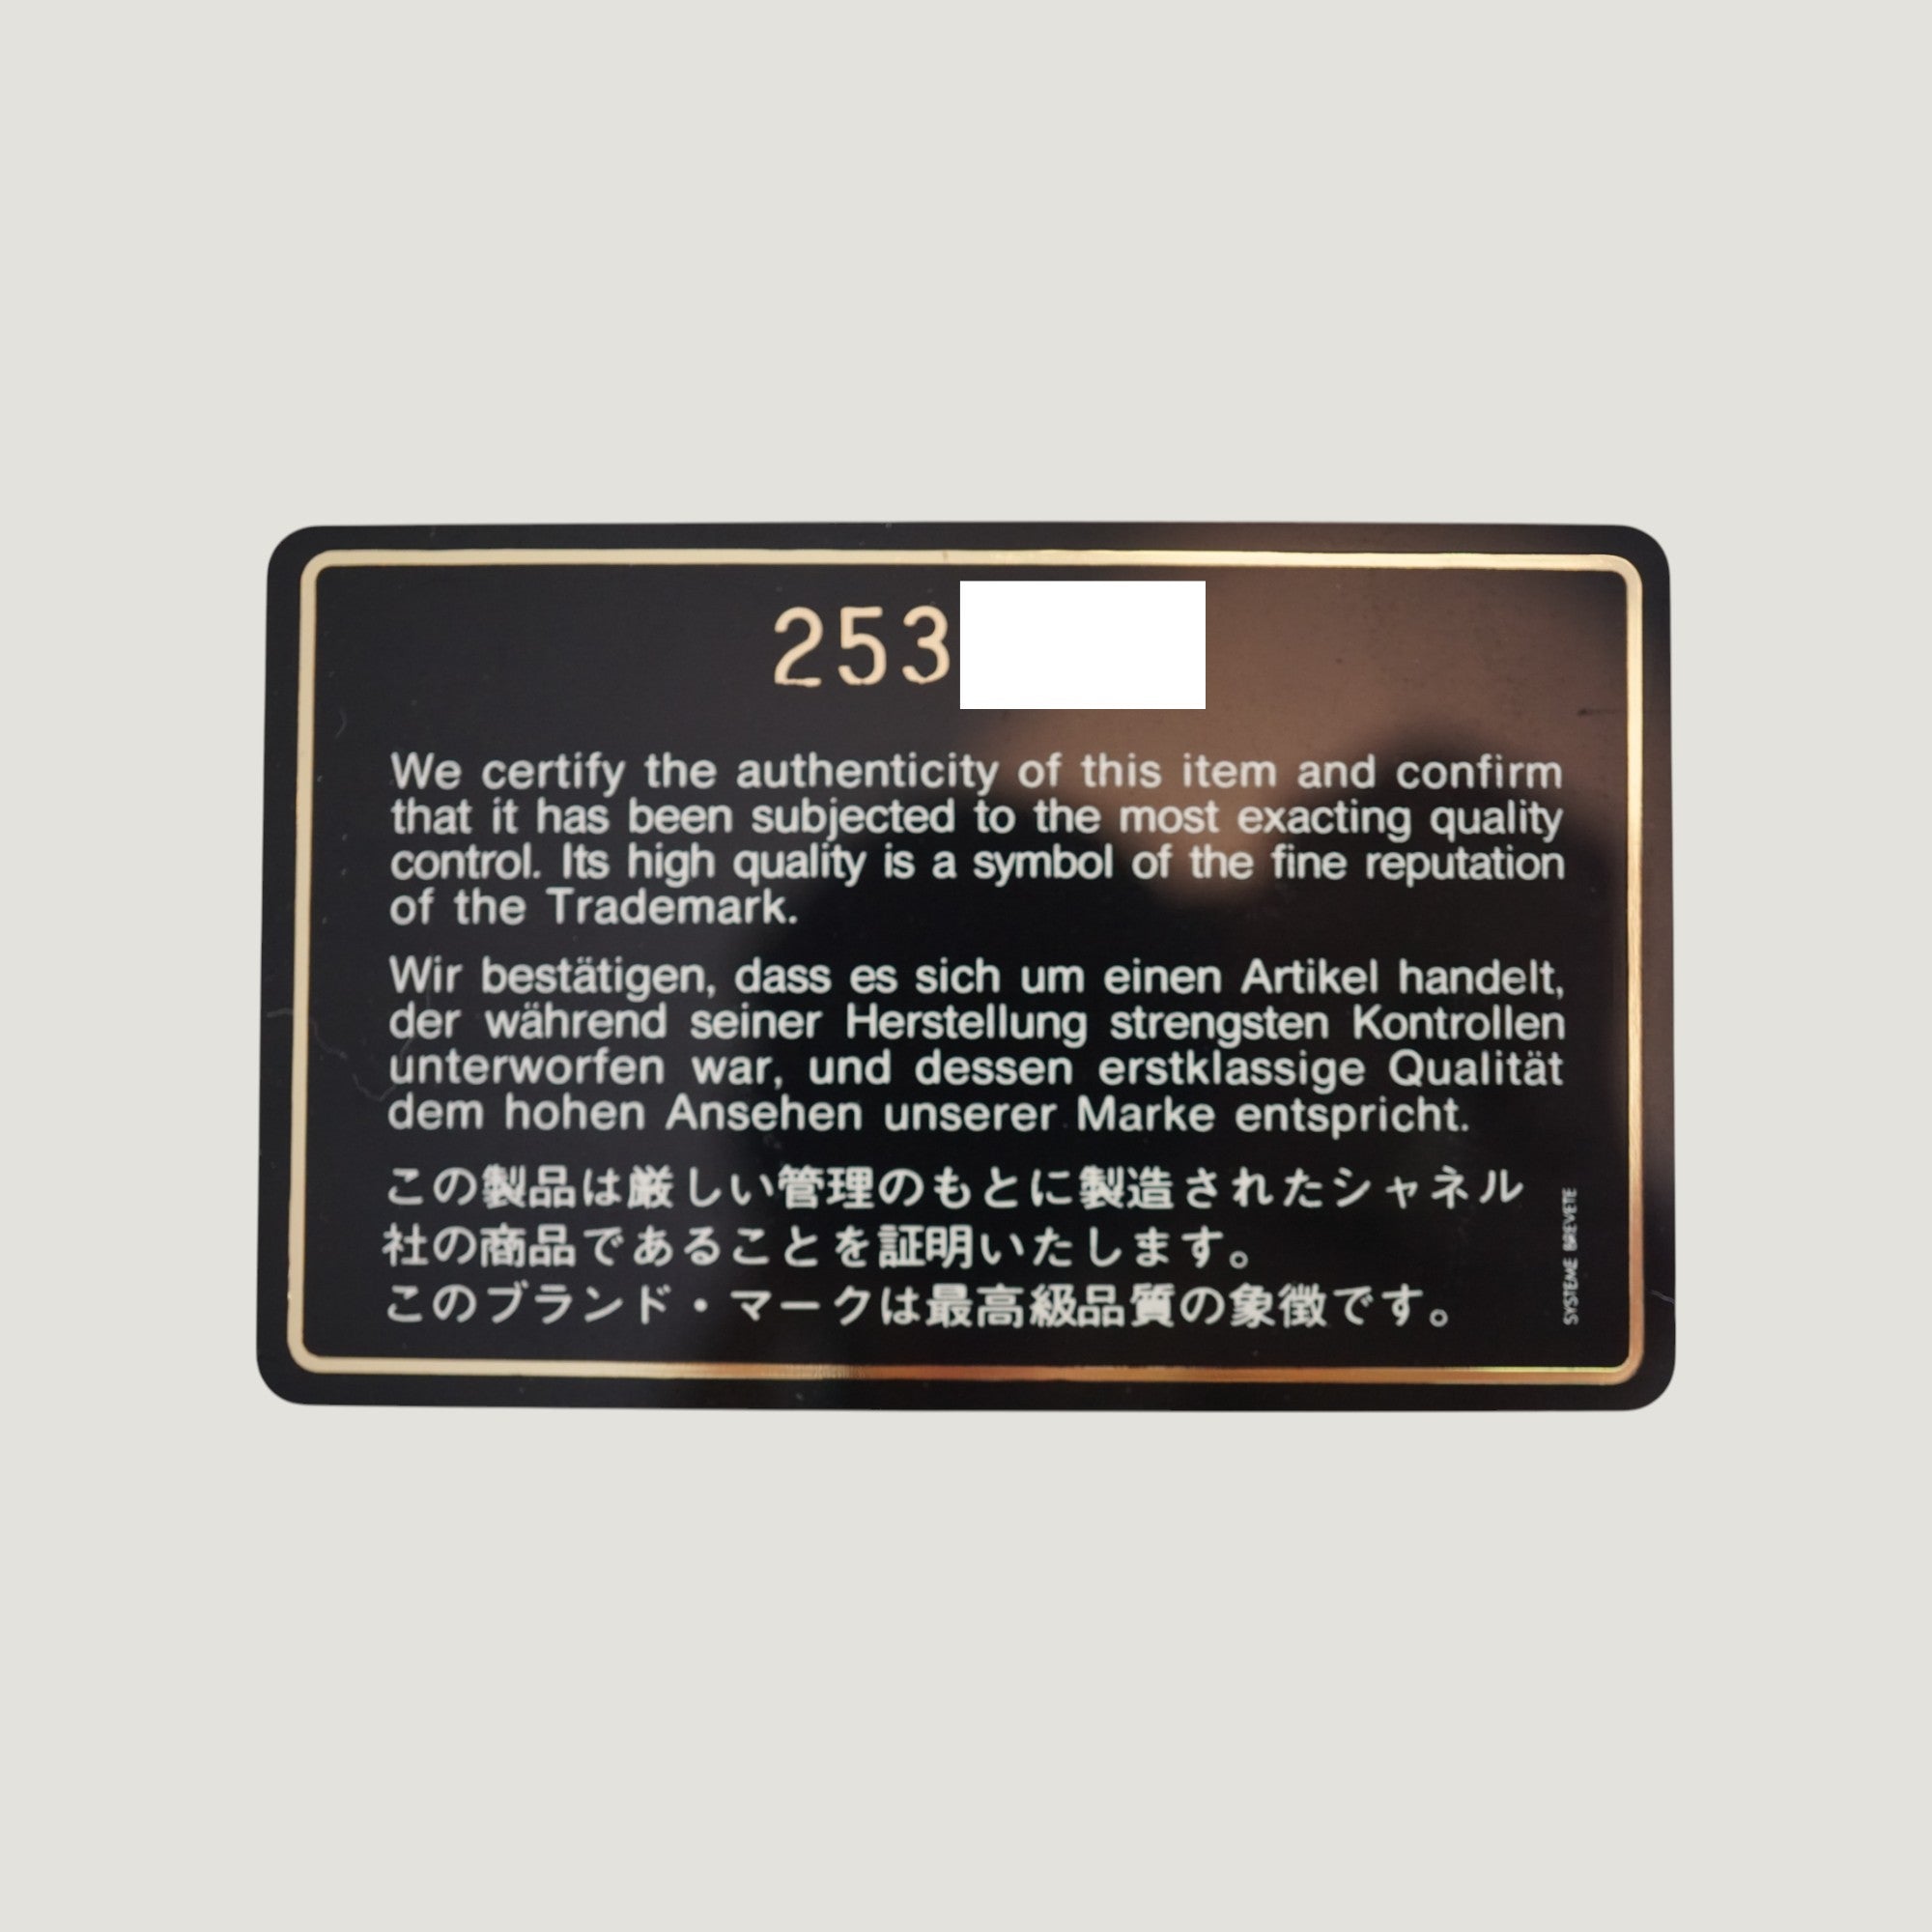 253
We certify the authenticity of this item and confirm
that it has been subjected to the most exacting quality
control. Its high quality is a symbol of the fine reputation
of the Trademark.
Wir bestätigen, dass es sich um einen Artikel handelt,
der während seiner Herstellung strengsten Kontrollen
unterworfen war, und dessen erstklassige Qualität
dem hohen Ansehen unserer Marke entspricht.
この製品は厳しい管理のもとに製造されたシャネル
社の商品であることを証明いたします。
このブランド・マークは最高級品質の象徴です。
SYSTEME BREVETE